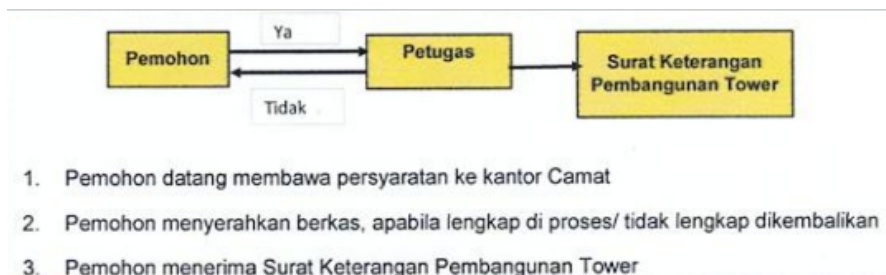 Ya
Pemohon
Petugas
Surat Keterangan
Pembangunan Tower
Tidak
1. Pemohon datang membawa persyaratan ke kantor Camat
2. Pemohon menyerahkan berkas, apabila lengkap di proses/ tidak lengkap dikembalikan
3. Pemohon menerima Surat Keterangan Pembangunan Tower